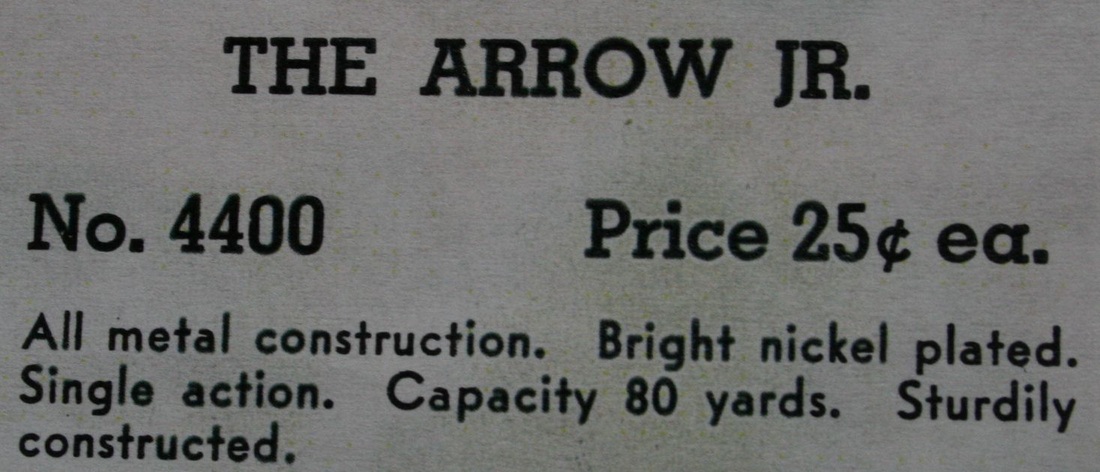 THE ARROW JR.
No. 4400 Price 25¢ ea.
All metal construction. Bright nickel plated.
Single action. Capacity 80 yards. Sturdily
constructed.